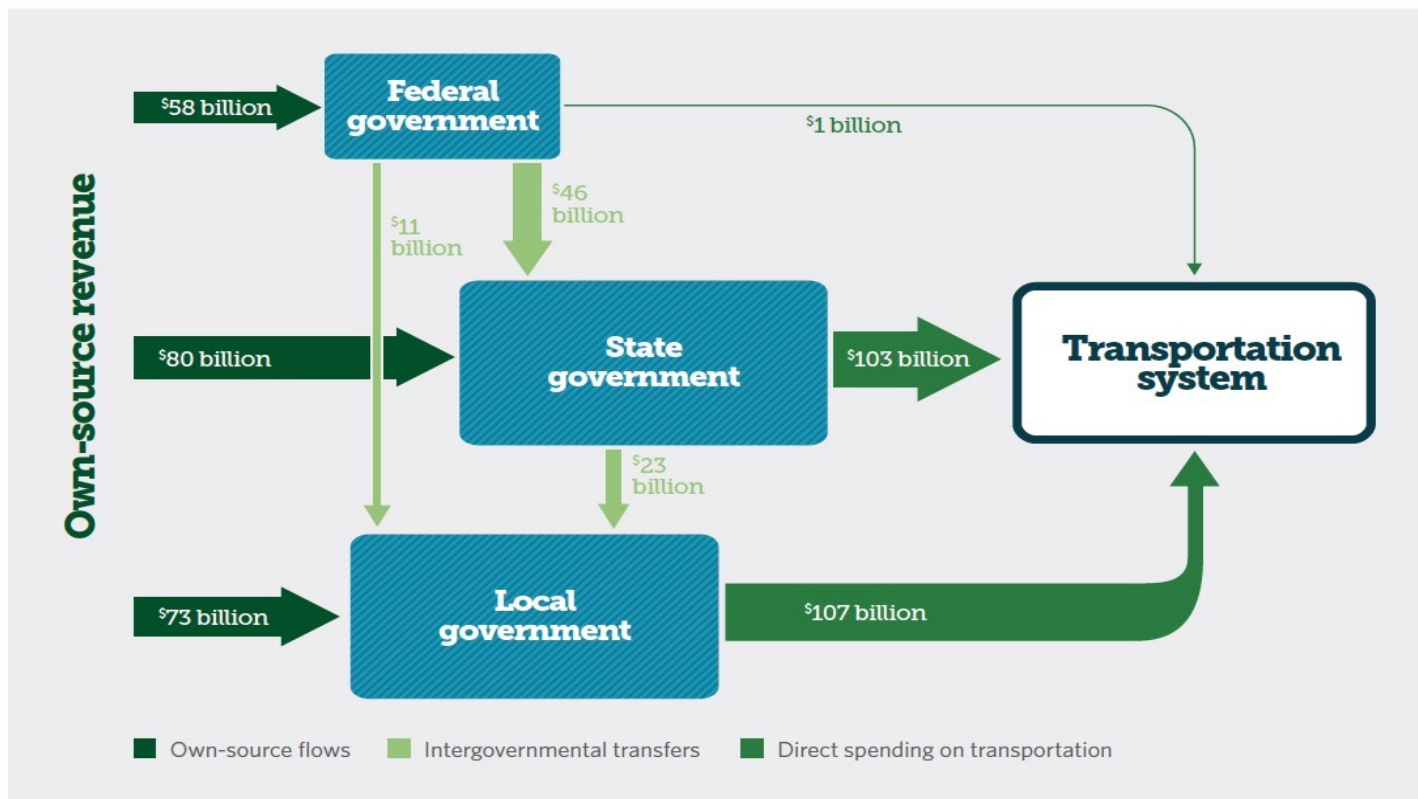 $58 billion
Federal
government
$1 billion
$46
billion
$11
billion
Own-source revenue
$80 billion
State
government
$103 billion
Transportation
system
$23
billion
$73 billion
Local
government
$107 billion
Own-source flows
Intergovernmental transfers
Direct spending on transportation